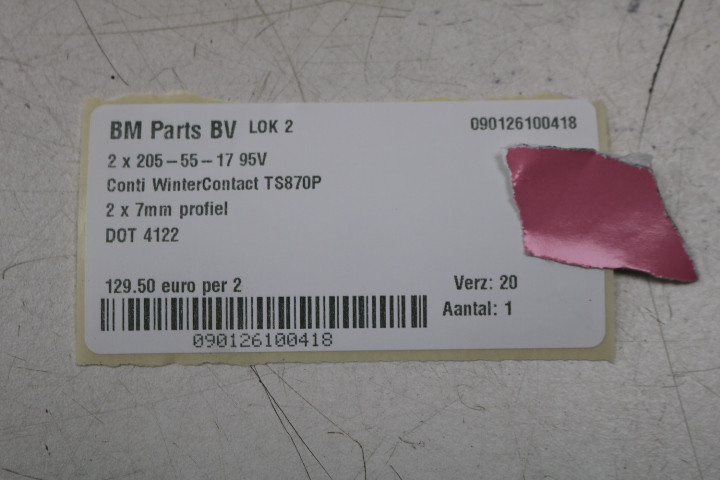 BM Parts BV LOK 2 090126100418
2 x 205-55-17 95V
Conti WinterContact TS870P
2 x 7mm profiel
DOT 4122
129.50 euro per 2 Verz: 20
Aantal: 1
090126100418